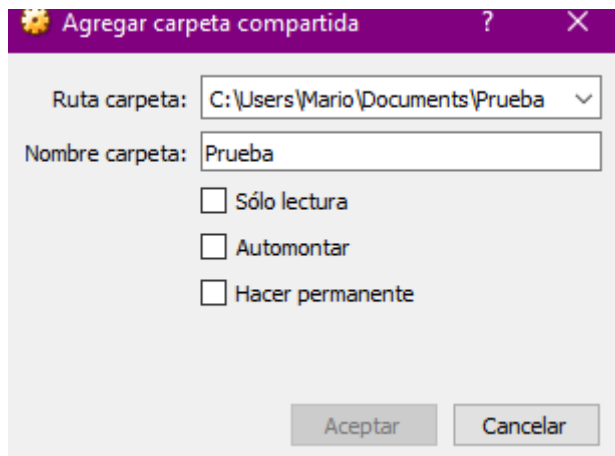 Agregar carpeta compartida ? X
Ruta carpeta: C:\Users\Mario\Documents\Prueba
Nombre carpeta: Prueba
Sólo lectura
Automontar
Hacer permanente
Aceptar Cancelar